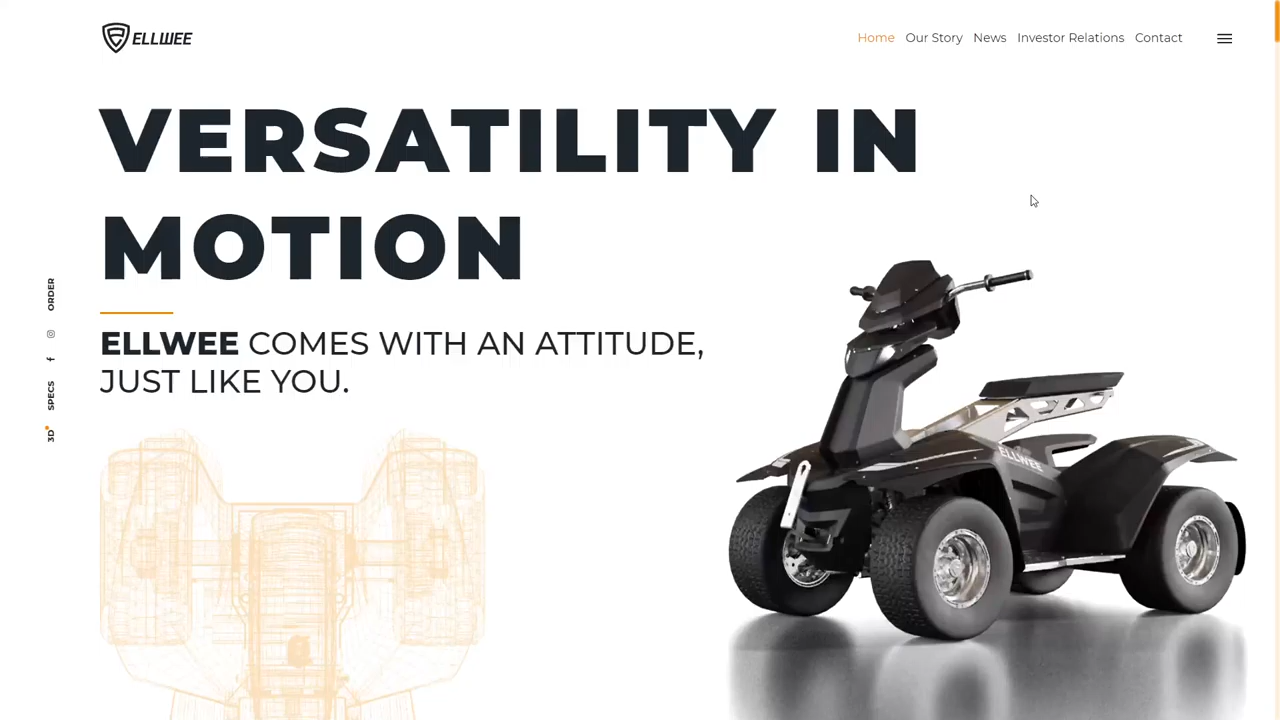 ELLWEE
Home Our Story News Investor Relations Contact
VERSATILITY IN
MOTION
ELLWEE COMES WITH AN ATTITUDE,
JUST LIKE YOU.
ORDER
SPECS
3D
ELLWEE